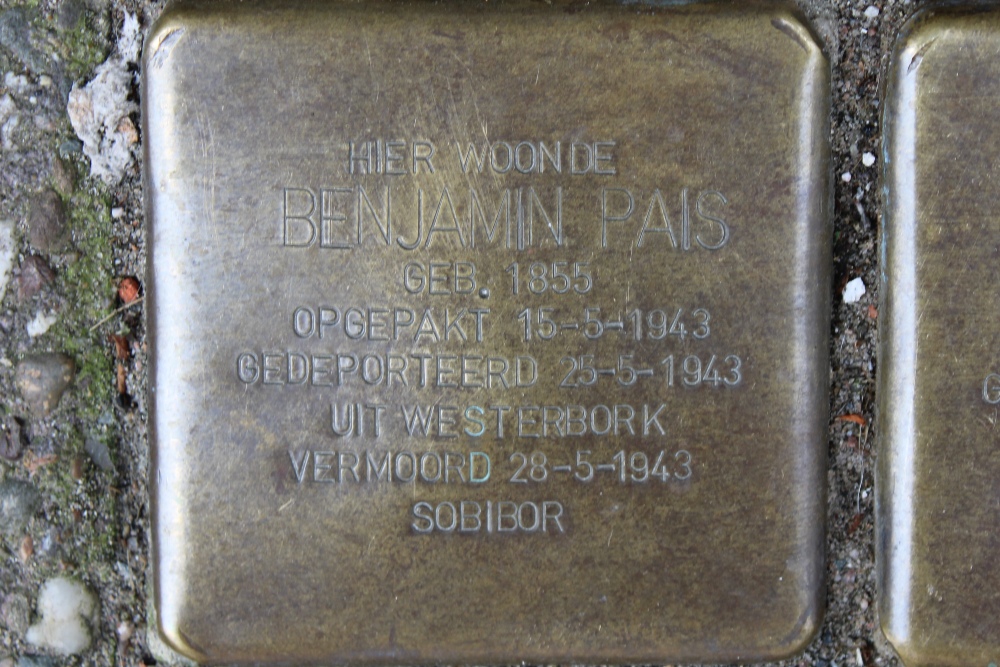 HIER WOONDE
BENJAMIN PAIS
GEB. 1855
OPGEPAKT 15-5-1943
GEDEPORTEERD 25-5-1943
UIT WESTERBORK
VERMOORD 28-5-1943
SOBIBOR
G